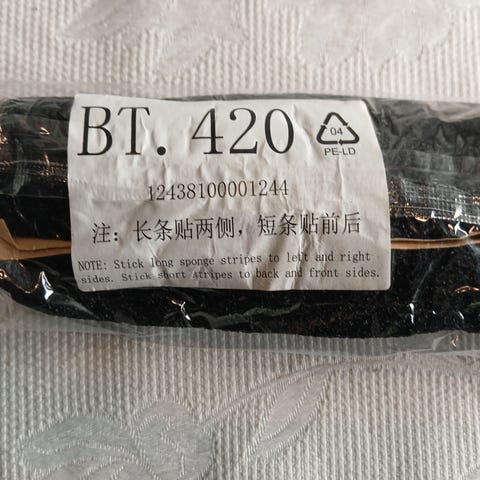 BT. 420
04
PE-LD
12438100001244
注：长条贴两侧，短条贴前后
NOTE: Stick long sponge stripes to left and right
sides. Stick short stripes to back and front sides.